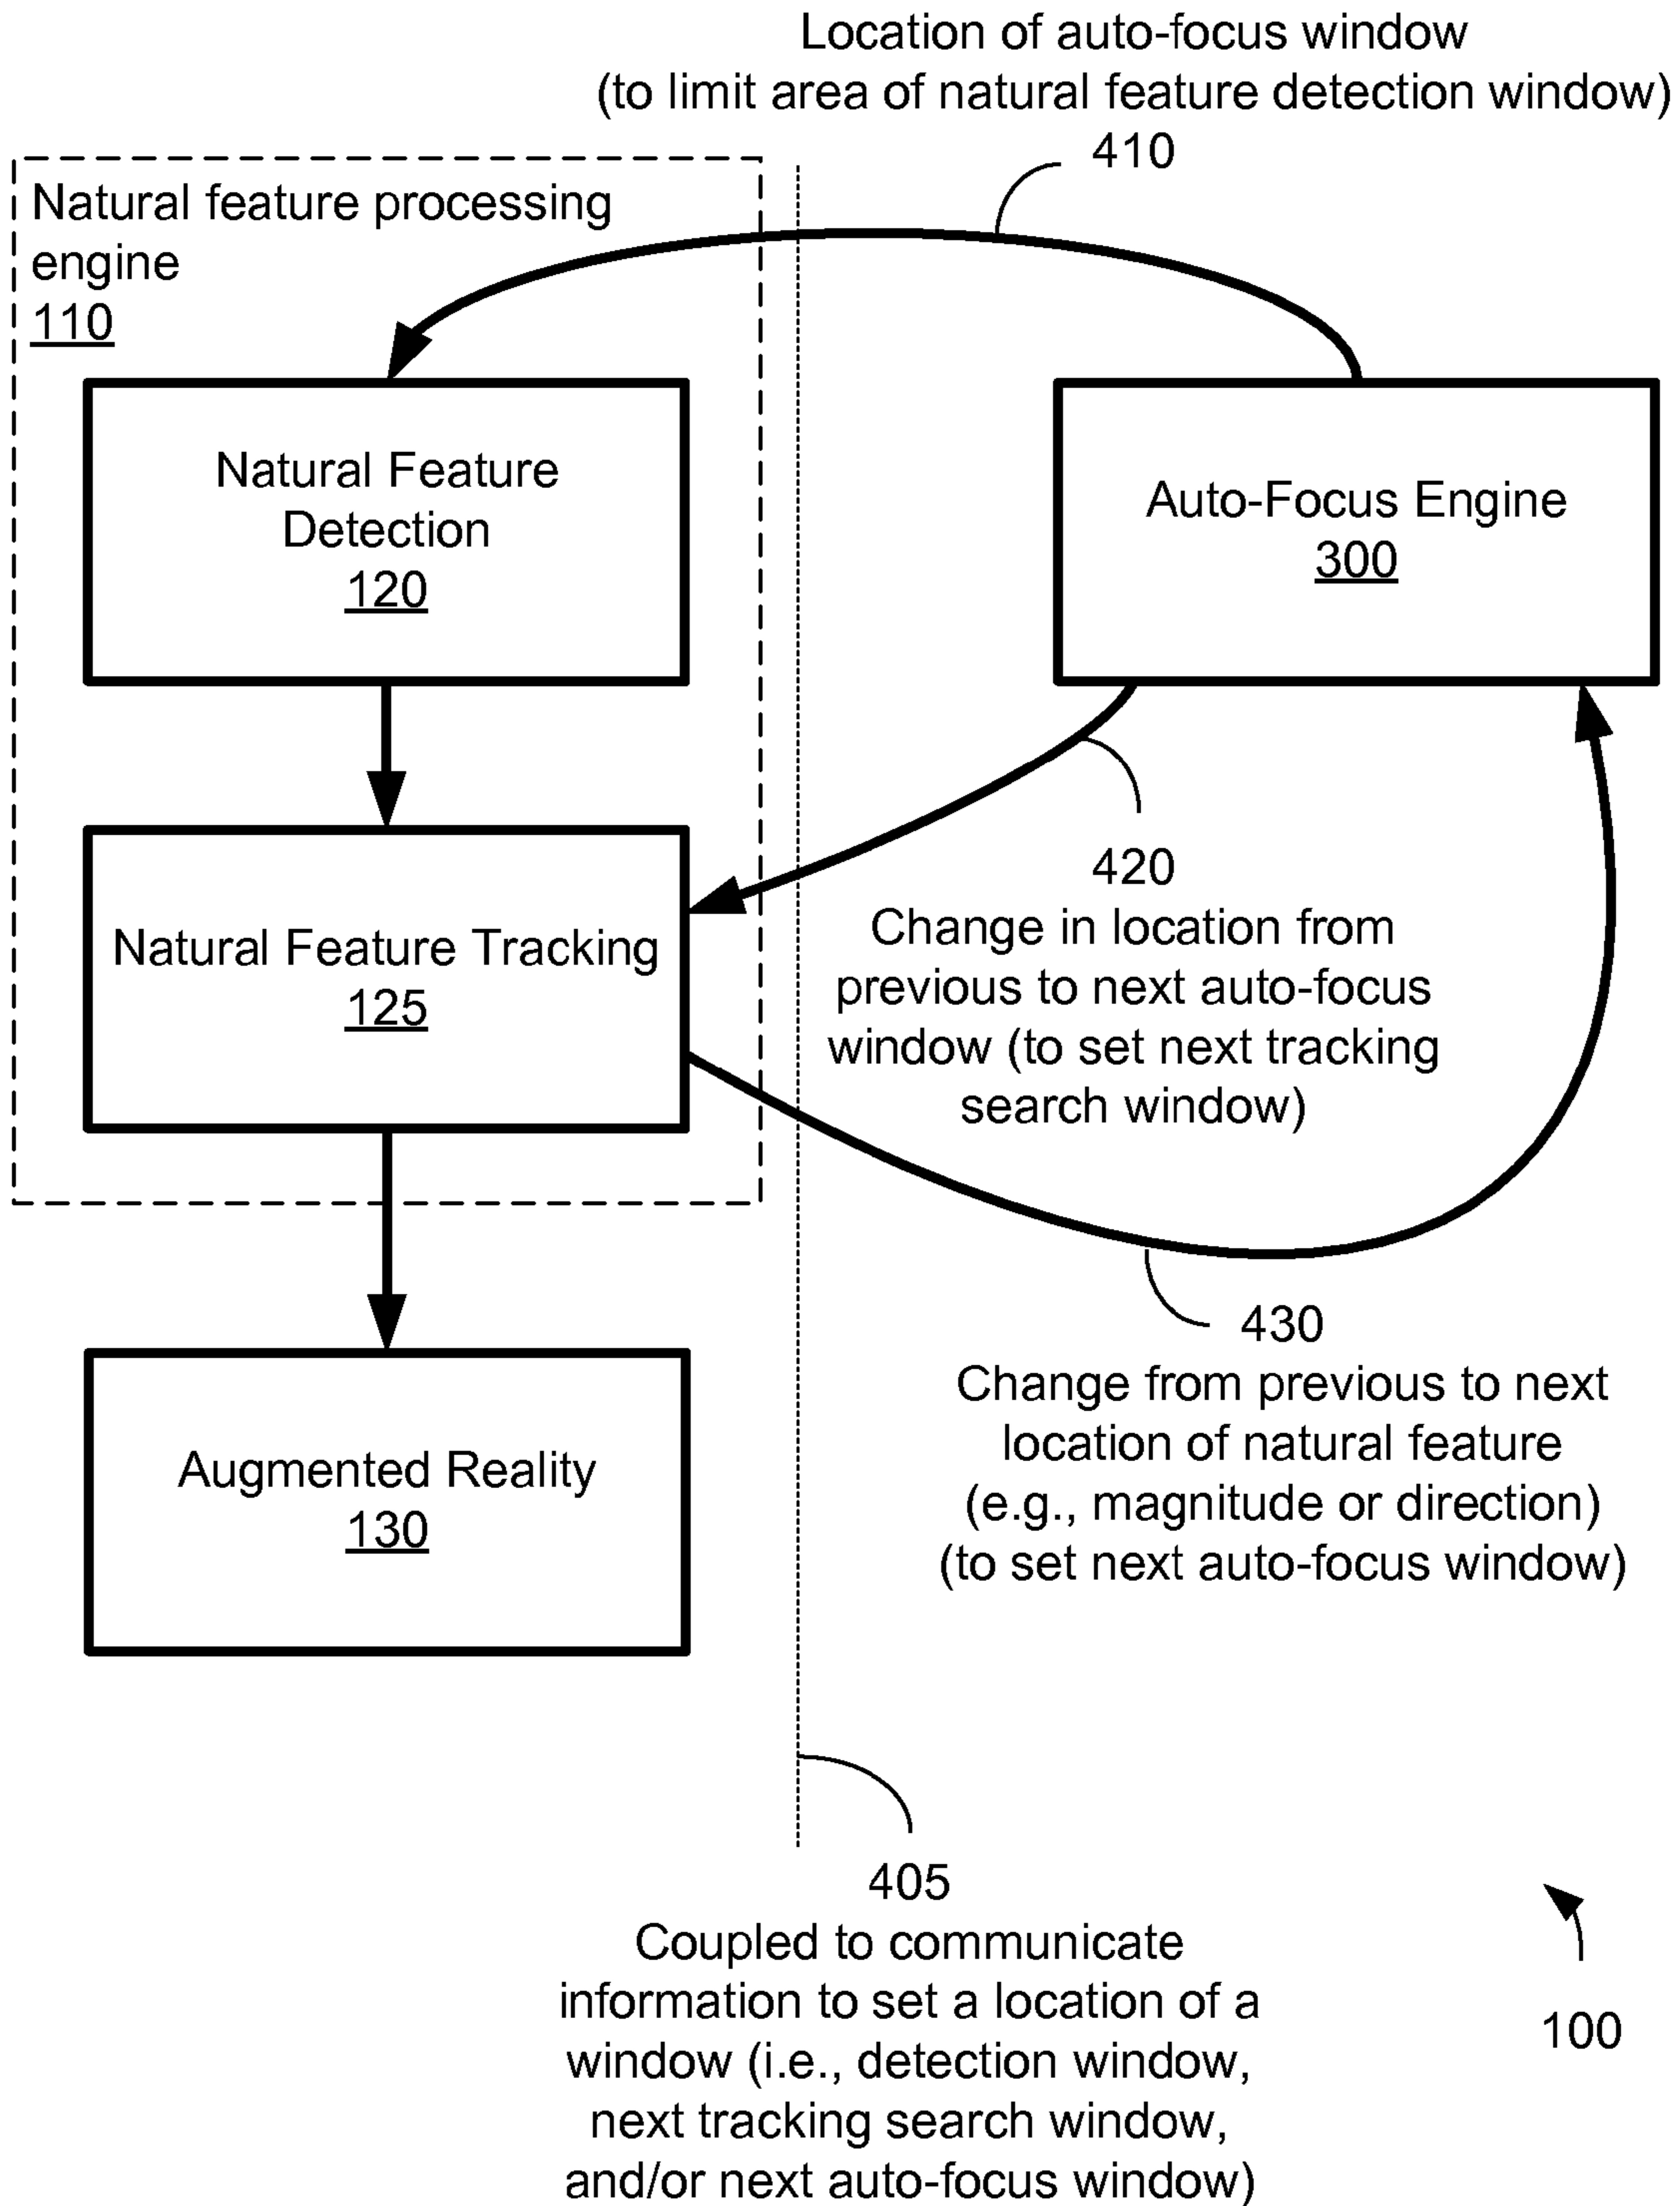 Location of auto-focus window
(to limit area of natural feature detection window)
410
Natural feature processing
engine
110
Natural Feature
Detection
120
Auto-Focus Engine
300
420
Change in location from
previous to next auto-focus
window (to set next tracking
search window)
Natural Feature Tracking
125
430
Change from previous to next
location of natural feature
(e.g., magnitude or direction)
(to set next auto-focus window)
Augmented Reality
130
405
Coupled to communicate
information to set a location of a
window (i.e., detection window,
next tracking search window,
and/or next auto-focus window)
100